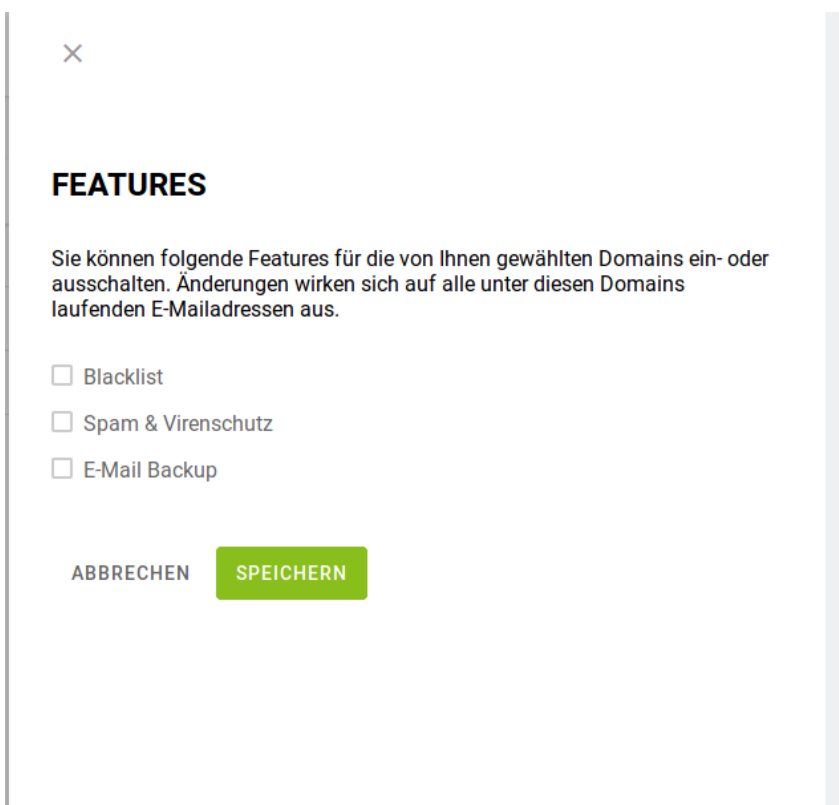 FEATURES
Sie können folgende Features für die von Ihnen gewählten Domains ein- oder
ausschalten. Änderungen wirken sich auf alle unter diesen Domains
laufenden E-Mailadressen aus.
Blacklist
Spam & Virenschutz
E-Mail Backup
ABBRECHEN SPEICHERN